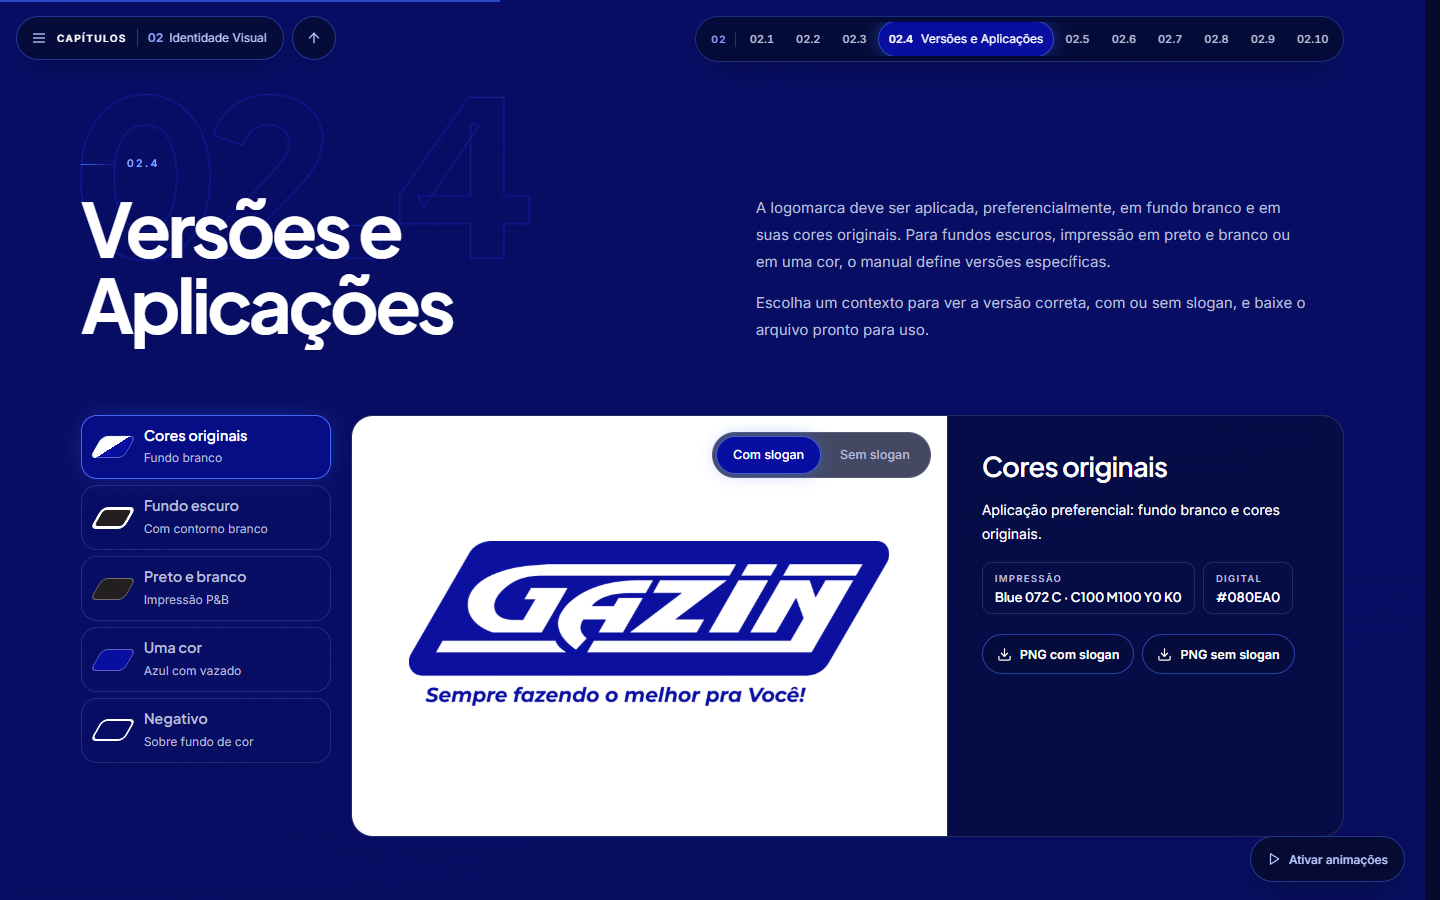 CAPÍTULOS
02 Identidade Visual
02
02.1
02.2
02.3
02.4 Versões e Aplicações
02.5
02.6
02.7
02.8
02.9
02.10
02.4
02.4
Versões e
Aplicações
A logomarca deve ser aplicada, preferencialmente, em fundo branco e em
suas cores originais. Para fundos escuros, impressão em preto e branco ou
em uma cor, o manual define versões específicas.
Escolha um contexto para ver a versão correta, com ou sem slogan, e baixe o
arquivo pronto para uso.
Cores originais
Fundo branco
Fundo escuro
Com contorno branco
Preto e branco
Impressão P&B
Uma cor
Azul com vazado
Negativo
Sobre fundo de cor
Com slogan
Sem slogan
GAZIN
Sempre fazendo o melhor pra Você!
Cores originais
Aplicação preferencial: fundo branco e cores
originais.
IMPRESSÃO
Blue 072 C · C100 M100 Y0 K0
DIGITAL
#080EA0
PNG com slogan
PNG sem slogan
Ativar animações